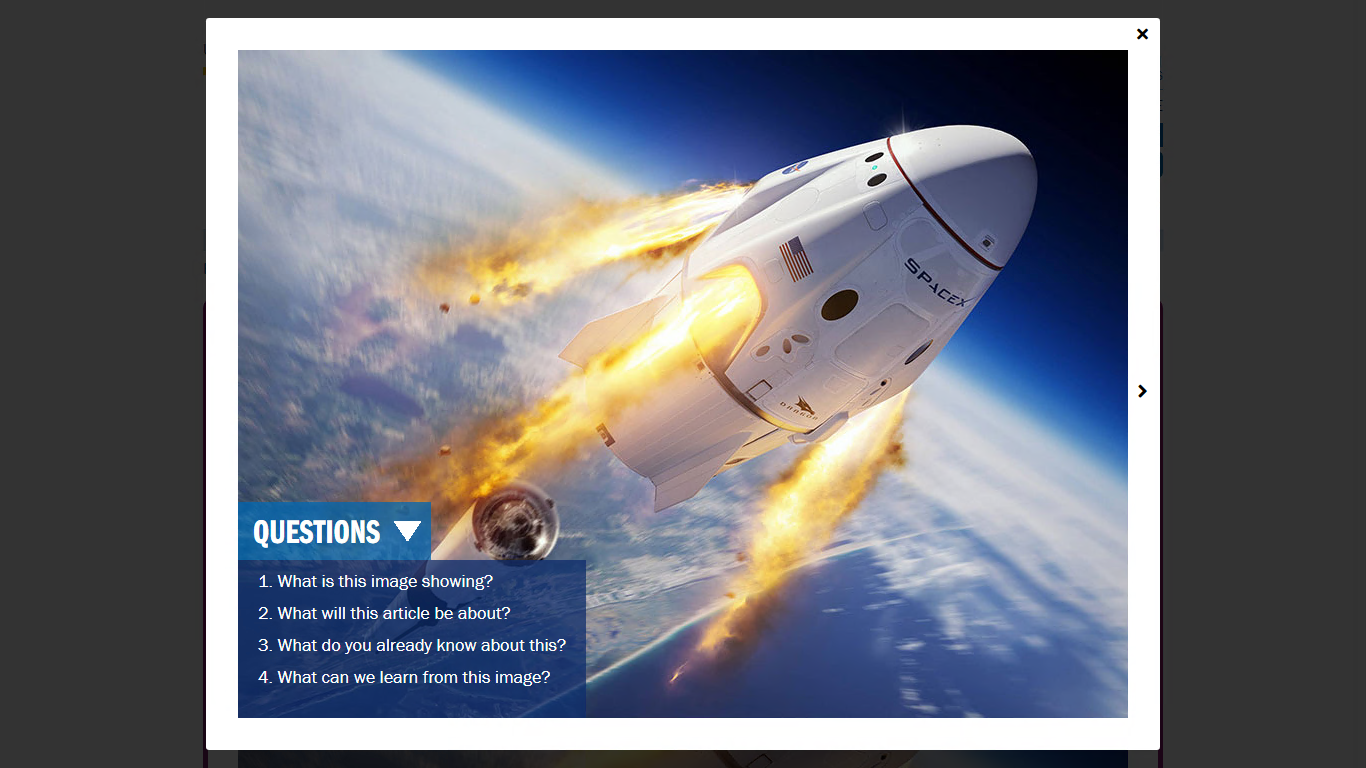 SPACEX
DRAGON
QUESTIONS
1. What is this image showing?
2. What will this article be about?
3. What do you already know about this?
4. What can we learn from this image?